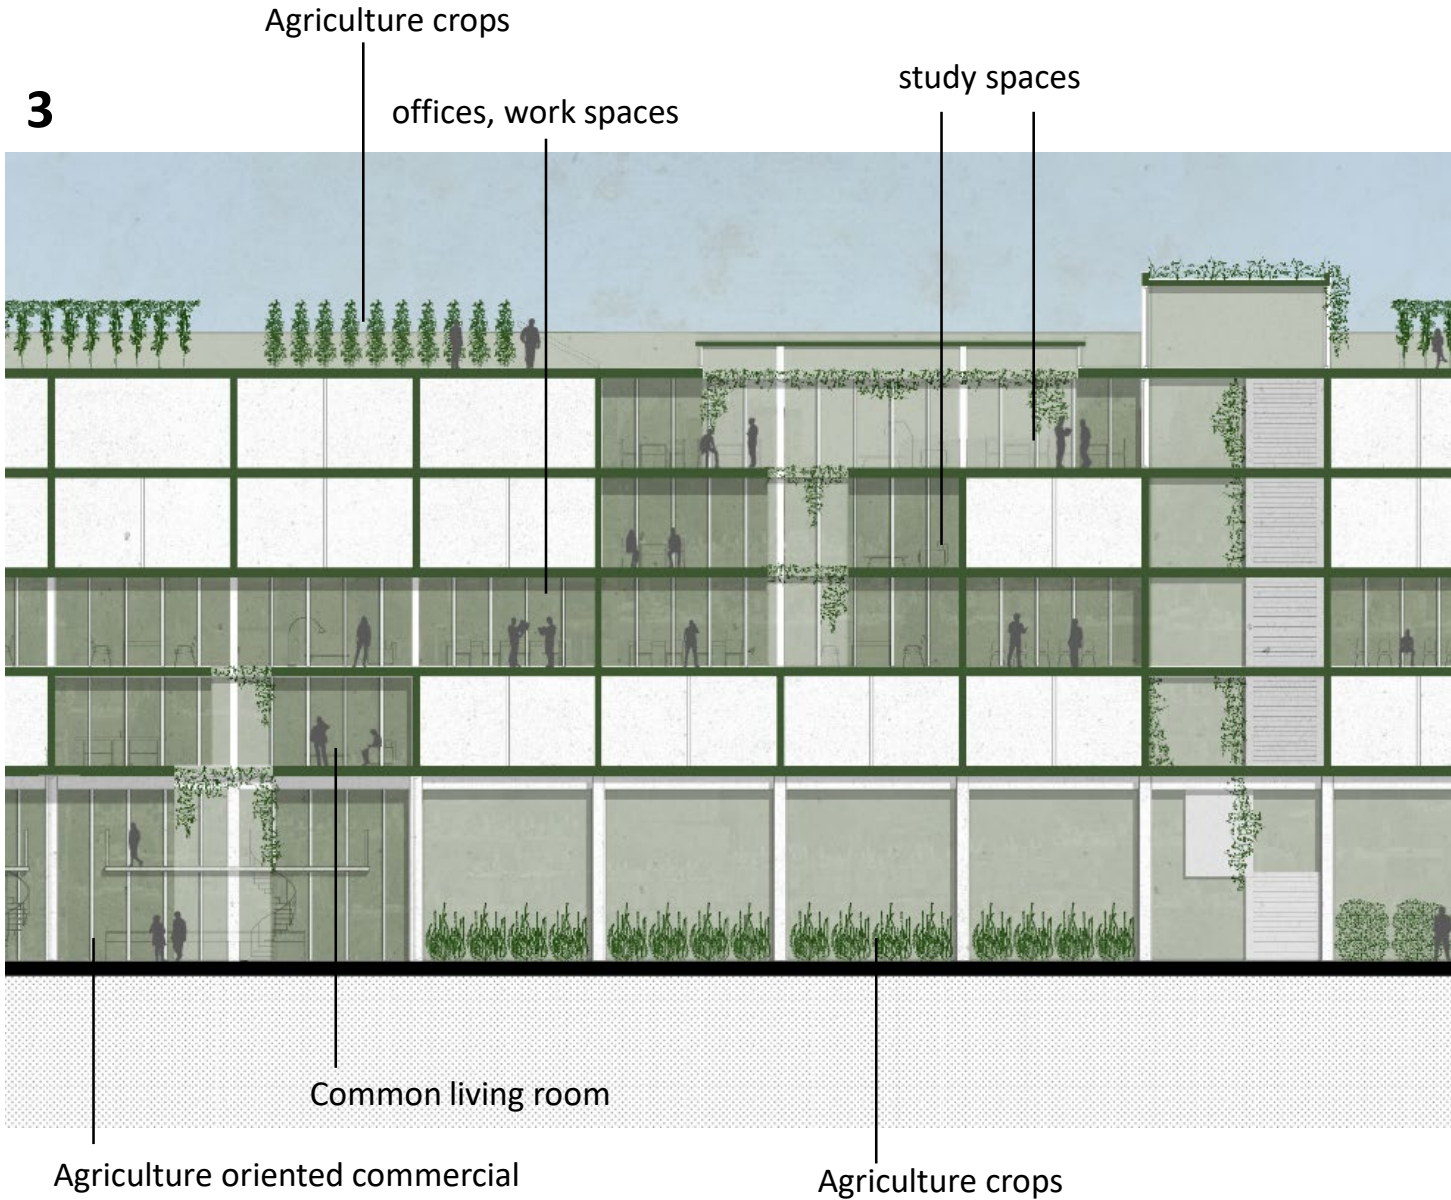 Agriculture crops
study spaces
3
offices, work spaces
Common living room
Agriculture oriented commercial
Agriculture crops